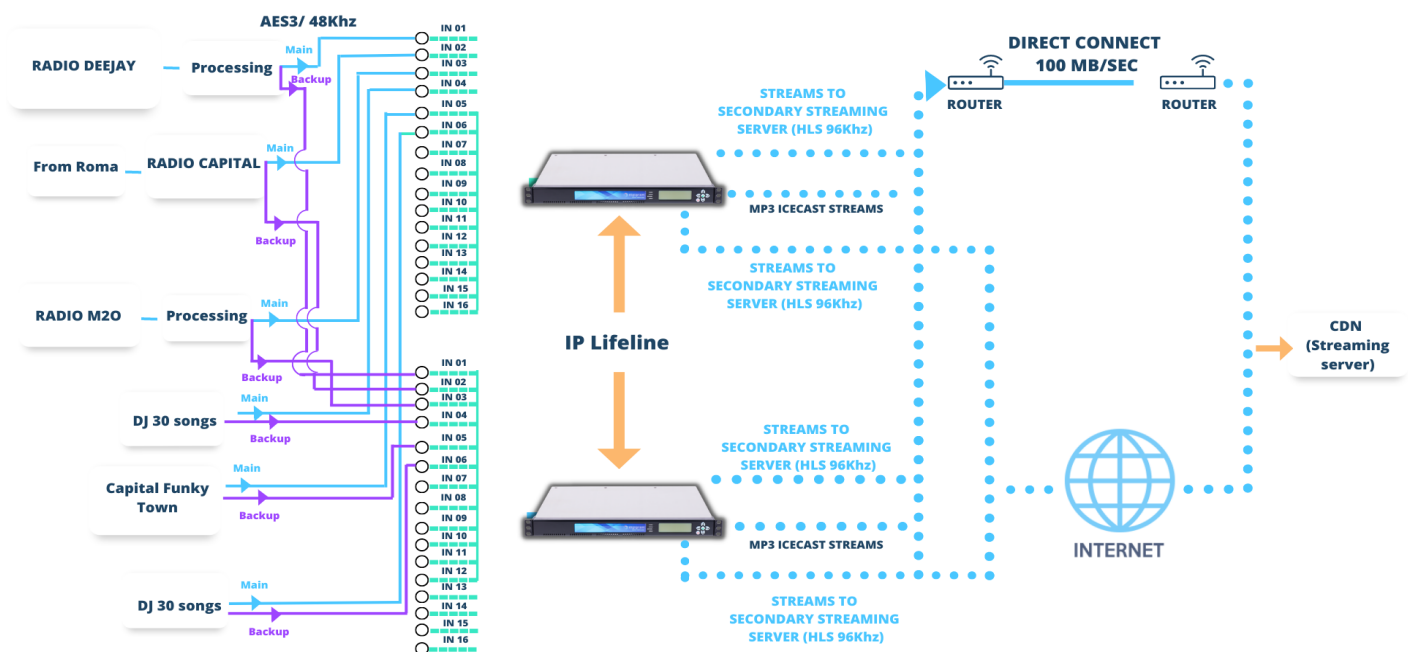 AES3/ 48Khz
RADIO DEEJAY
Processing
Main
Backup
From Roma
RADIO CAPITAL
Main
Backup
RADIO M2O
Processing
Main
Backup
DJ 30 songs
Main
Backup
Capital Funky
Town
Main
Backup
DJ 30 songs
Main
Backup
IN 01
IN 02
IN 03
IN 04
IN 05
IN 06
IN 07
IN 08
IN 09
IN 10
IN 11
IN 12
IN 13
IN 14
IN 15
IN 16
IN 01
IN 02
IN 03
IN 04
IN 05
IN 06
IN 07
IN 08
IN 09
IN 10
IN 11
IN 12
IN 13
IN 14
IN 15
IN 16
IP Lifeline
STREAMS TO
SECONDARY STREAMING
SERVER (HLS 96Khz)
MP3 ICECAST STREAMS
STREAMS TO
SECONDARY STREAMING
SERVER (HLS 96Khz)
STREAMS TO
SECONDARY STREAMING
SERVER (HLS 96Khz)
MP3 ICECAST STREAMS
STREAMS TO
SECONDARY STREAMING
SERVER (HLS 96Khz)
DIRECT CONNECT
100 MB/SEC
ROUTER
ROUTER
INTERNET
CDN
(Streaming
server)